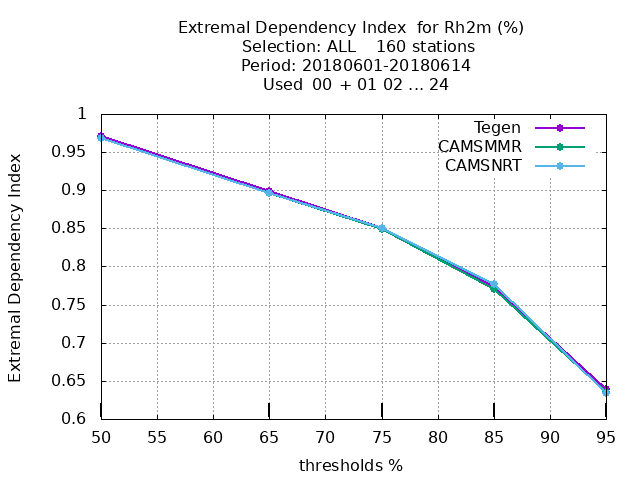 Extremal Dependency Index  for Rh2m (%)
Selection: ALL    160 stations
Period: 20180601-20180614
Used  00 + 01 02 ... 24
Tegen
CAMSMMR
CAMSNRT
Extremal Dependency Index
1
0.95
0.9
0.85
0.8
0.75
0.7
0.65
0.6
50 55 60 65 70 75 80 85 90 95
thresholds %